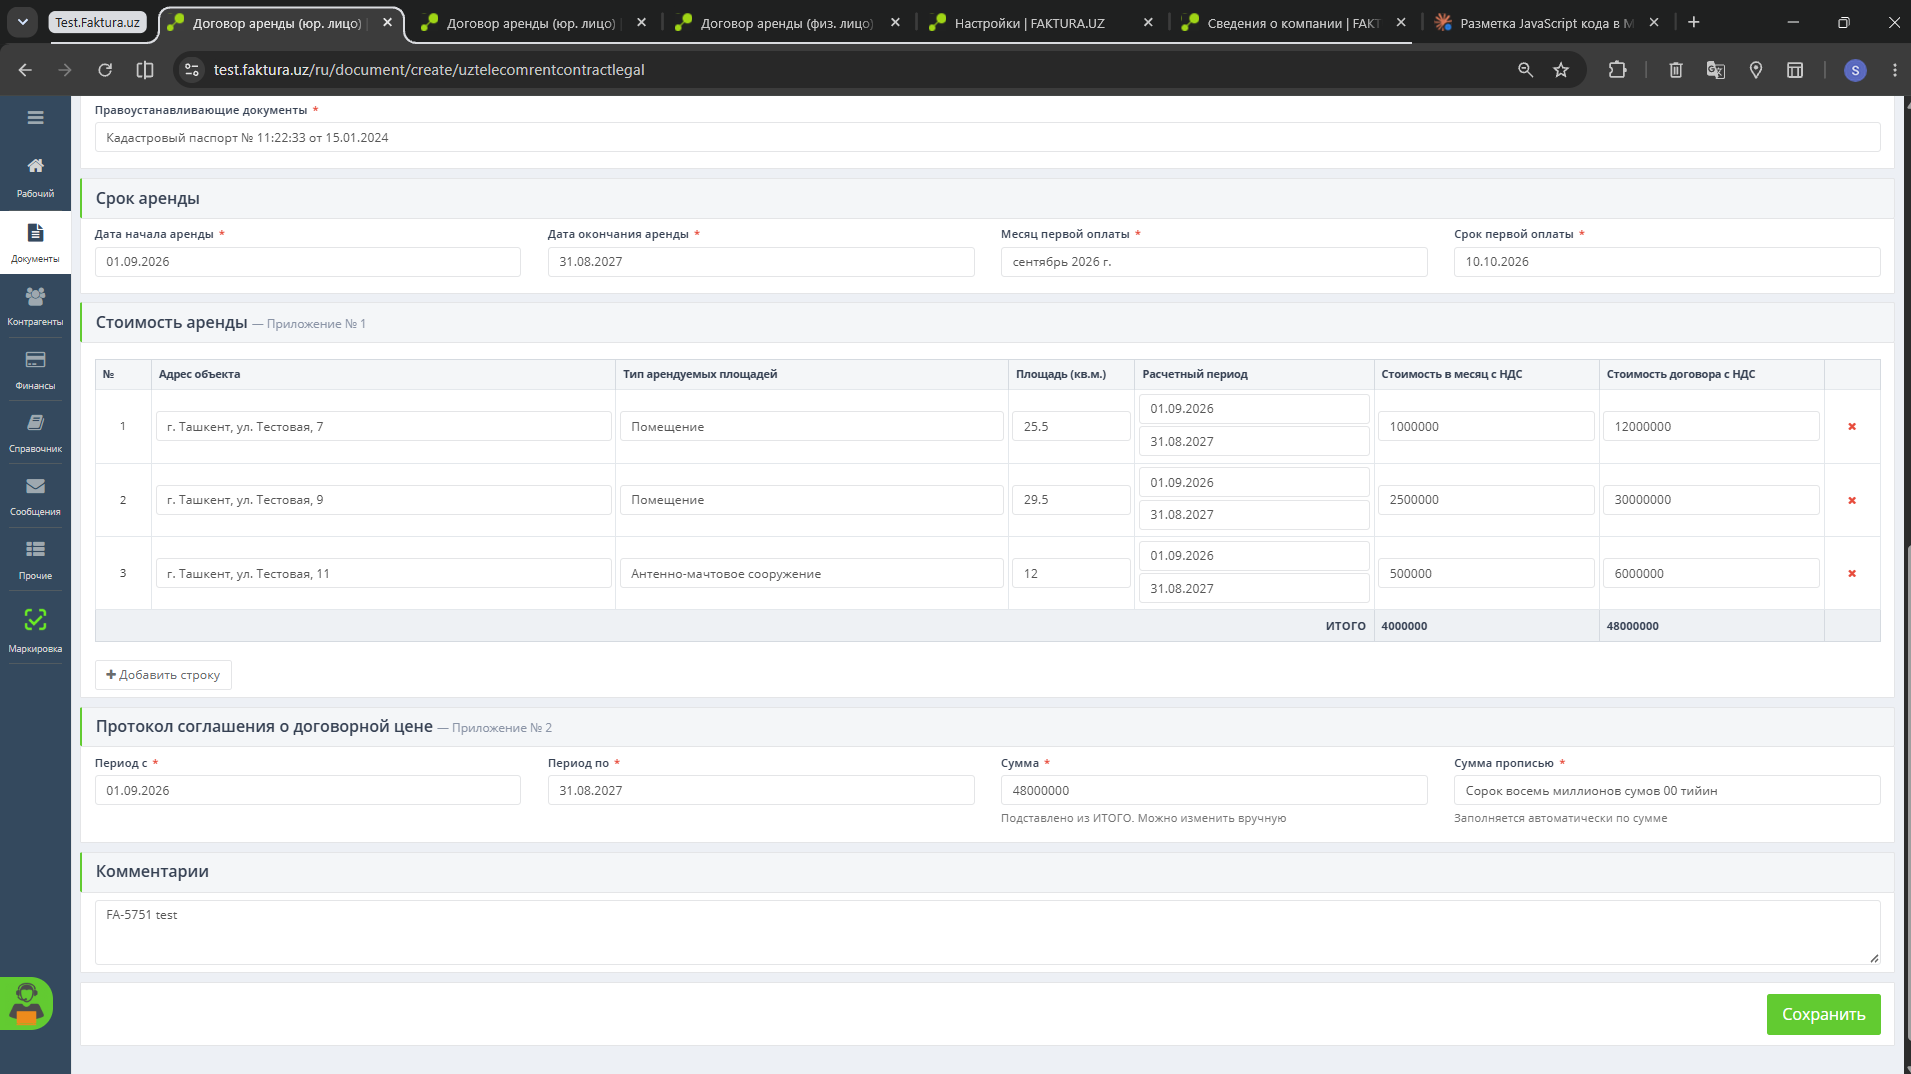 Test.Faktura.uz
Договор аренды (юр. лицо)
Договор аренды (юр. лицо)
Договор аренды (физ. лицо)
Настройки | FAKTURA.UZ
Сведения о компании | FAKT
Разметка JavaScript кода в M
test.faktura.uz/ru/document/create/uztelecomrentcontractlegal
S
Рабочий
Документы
Контрагенты
Финансы
Справочник
Сообщения
Прочие
Маркировка
Правоустанавливающие документы *
Кадастровый паспорт № 11:22:33 от 15.01.2024
Срок аренды
Дата начала аренды * Дата окончания аренды * Месяц первой оплаты * Срок первой оплаты *
01.09.2026 31.08.2027 сентябрь 2026 г. 10.10.2026
Стоимость аренды — Приложение № 1
№ Адрес объекта Тип арендуемых площадей Площадь (кв.м.) Расчетный период Стоимость в месяц с НДС Стоимость договора с НДС
1 г. Ташкент, ул. Тестовая, 7 Помещение 25.5 01.09.2026 31.08.2027 1000000 12000000
2 г. Ташкент, ул. Тестовая, 9 Помещение 29.5 01.09.2026 31.08.2027 2500000 30000000
3 г. Ташкент, ул. Тестовая, 11 Антенно-мачтовое сооружение 12 01.09.2026 31.08.2027 500000 6000000
ИТОГО 4000000 48000000
Добавить строку
Протокол соглашения о договорной цене — Приложение № 2
Период с * Период по * Сумма * Сумма прописью *
01.09.2026 31.08.2027 48000000 Сорок восемь миллионов сумов 00 тийин
Подставлено из ИТОГО. Можно изменить вручную Заполняется автоматически по сумме
Комментарии
FA-5751 test
Сохранить